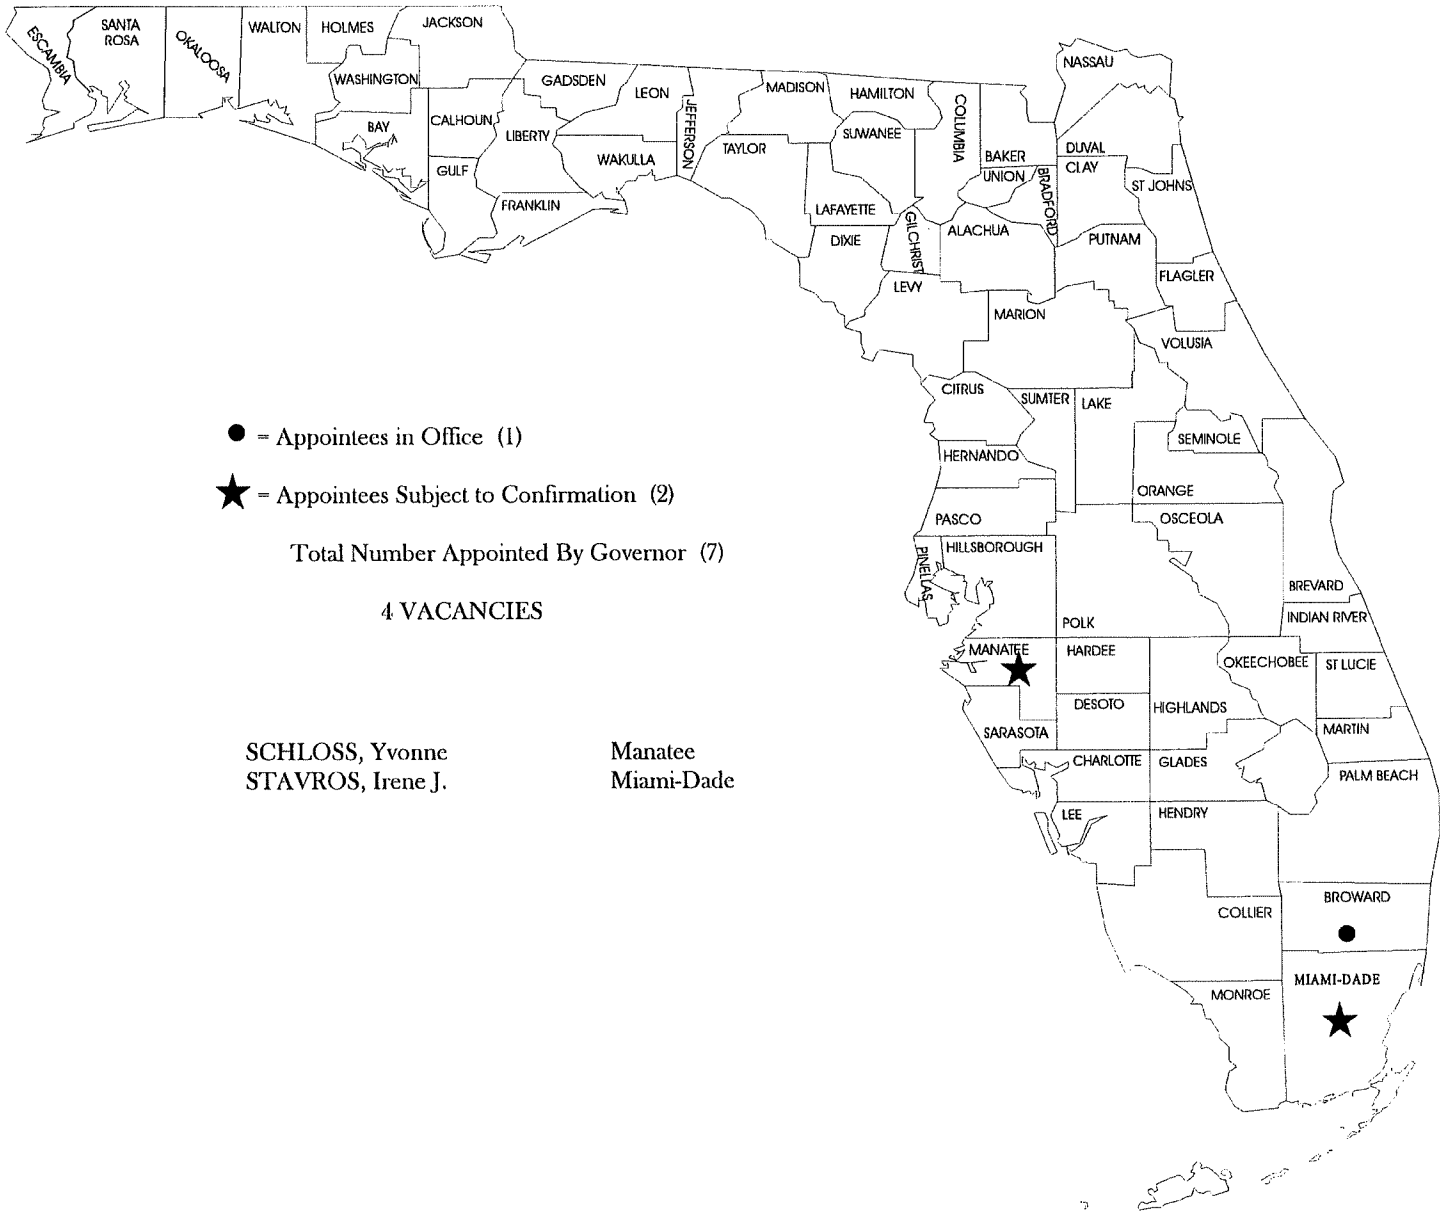 ESCAMBIA
SANTA
ROSA
OKALOOSA
WALTON
HOLMES
JACKSON
WASHINGTON
BAY
CALHOUN
GULF
GADSDEN
LIBERTY
FRANKLIN
LEON
WAKULLA
JEFFERSON
MADISON
TAYLOR
HAMILTON
SUWANEE
LAFAYETTE
DIXIE
COLUMBIA
GILCHRIST
LEVY
BAKER
UNION
BRADFORD
ALACHUA
NASSAU
DUVAL
CLAY
ST JOHNS
PUTNAM
FLAGLER
MARION
VOLUSIA
CITRUS
SUMTER
LAKE
SEMINOLE
HERNANDO
ORANGE
PASCO
OSCEOLA
PINELLAS
HILLSBOROUGH
POLK
BREVARD
INDIAN RIVER
MANATEE
HARDEE
OKEECHOBEE
ST LUCIE
DESOTO
HIGHLANDS
SARASOTA
MARTIN
CHARLOTTE
GLADES
PALM BEACH
LEE
HENDRY
COLLIER
BROWARD
MONROE
MIAMI-DADE
● = Appointees in Office (1)
★ = Appointees Subject to Confirmation (2)
Total Number Appointed By Governor (7)
4 VACANCIES
SCHLOSS, Yvonne Manatee
STAVROS, Irene J. Miami-Dade